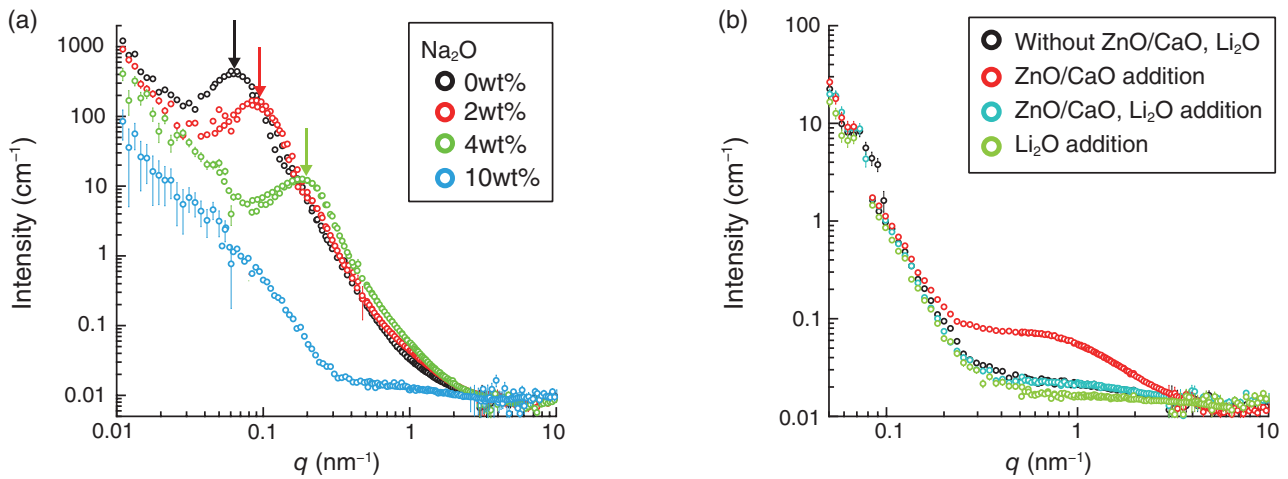 (a)
Intensity (cm⁻¹)
1000
100
10
1
0.1
0.01
0.01
0.1
1
10
q (nm⁻¹)
Na₂O
0wt%
2wt%
4wt%
10wt%
(b)
Intensity (cm⁻¹)
100
10
1
0.1
0.01
0.1
1
10
q (nm⁻¹)
Without ZnO/CaO, Li₂O
ZnO/CaO addition
ZnO/CaO, Li₂O addition
Li₂O addition